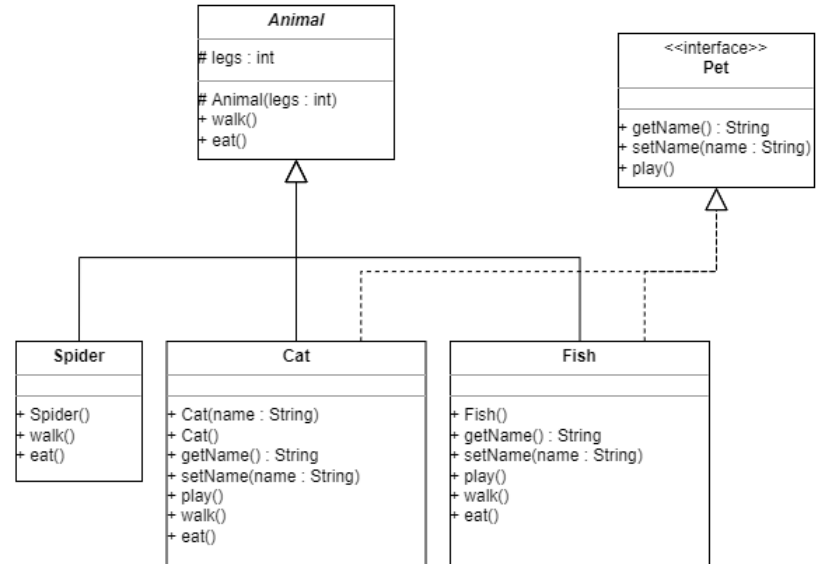 Animal
# legs : int
# Animal(legs : int)
+ walk()
+ eat()
<<interface>>
Pet
+ getName() : String
+ setName(name : String)
+ play()
Spider
+ Spider()
+ walk()
+ eat()
Cat
+ Cat(name : String)
+ Cat()
+ getName() : String
+ setName(name : String)
+ play()
+ walk()
+ eat()
Fish
+ Fish()
+ getName() : String
+ setName(name : String)
+ play()
+ walk()
+ eat()